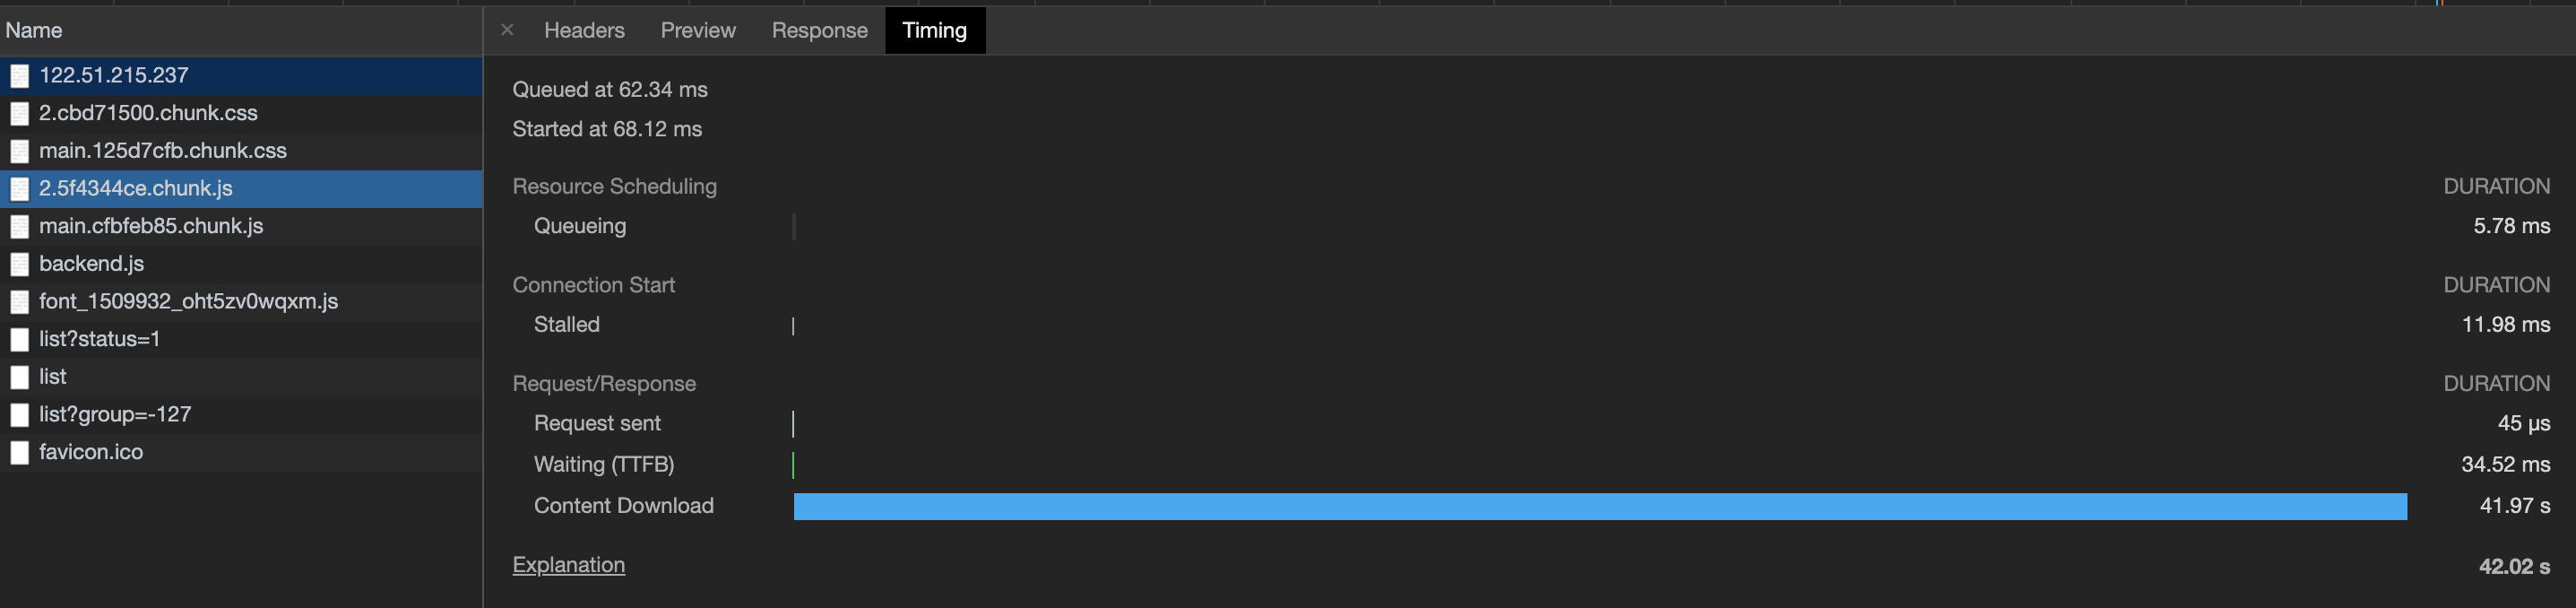 Name
122.51.215.237
2.cbd71500.chunk.css
main.125d7cfb.chunk.css
2.5f4344ce.chunk.js
main.cfbfeb85.chunk.js
backend.js
font_1509932_oht5zv0wqxm.js
list?status=1
list
list?group=-127
favicon.ico
× Headers Preview Response Timing
Queued at 62.34 ms
Started at 68.12 ms
Resource Scheduling DURATION
Queueing 5.78 ms
Connection Start DURATION
Stalled 11.98 ms
Request/Response DURATION
Request sent 45 µs
Waiting (TTFB) 34.52 ms
Content Download 41.97 s
Explanation 42.02 s